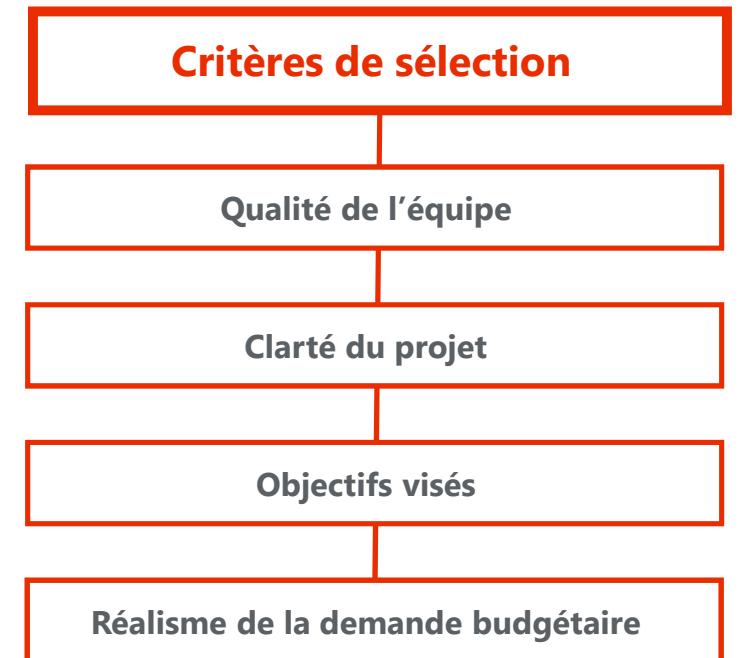 Critères de sélection
Qualité de l’équipe
Clarté du projet
Objectifs visés
Réalisme de la demande budgétaire